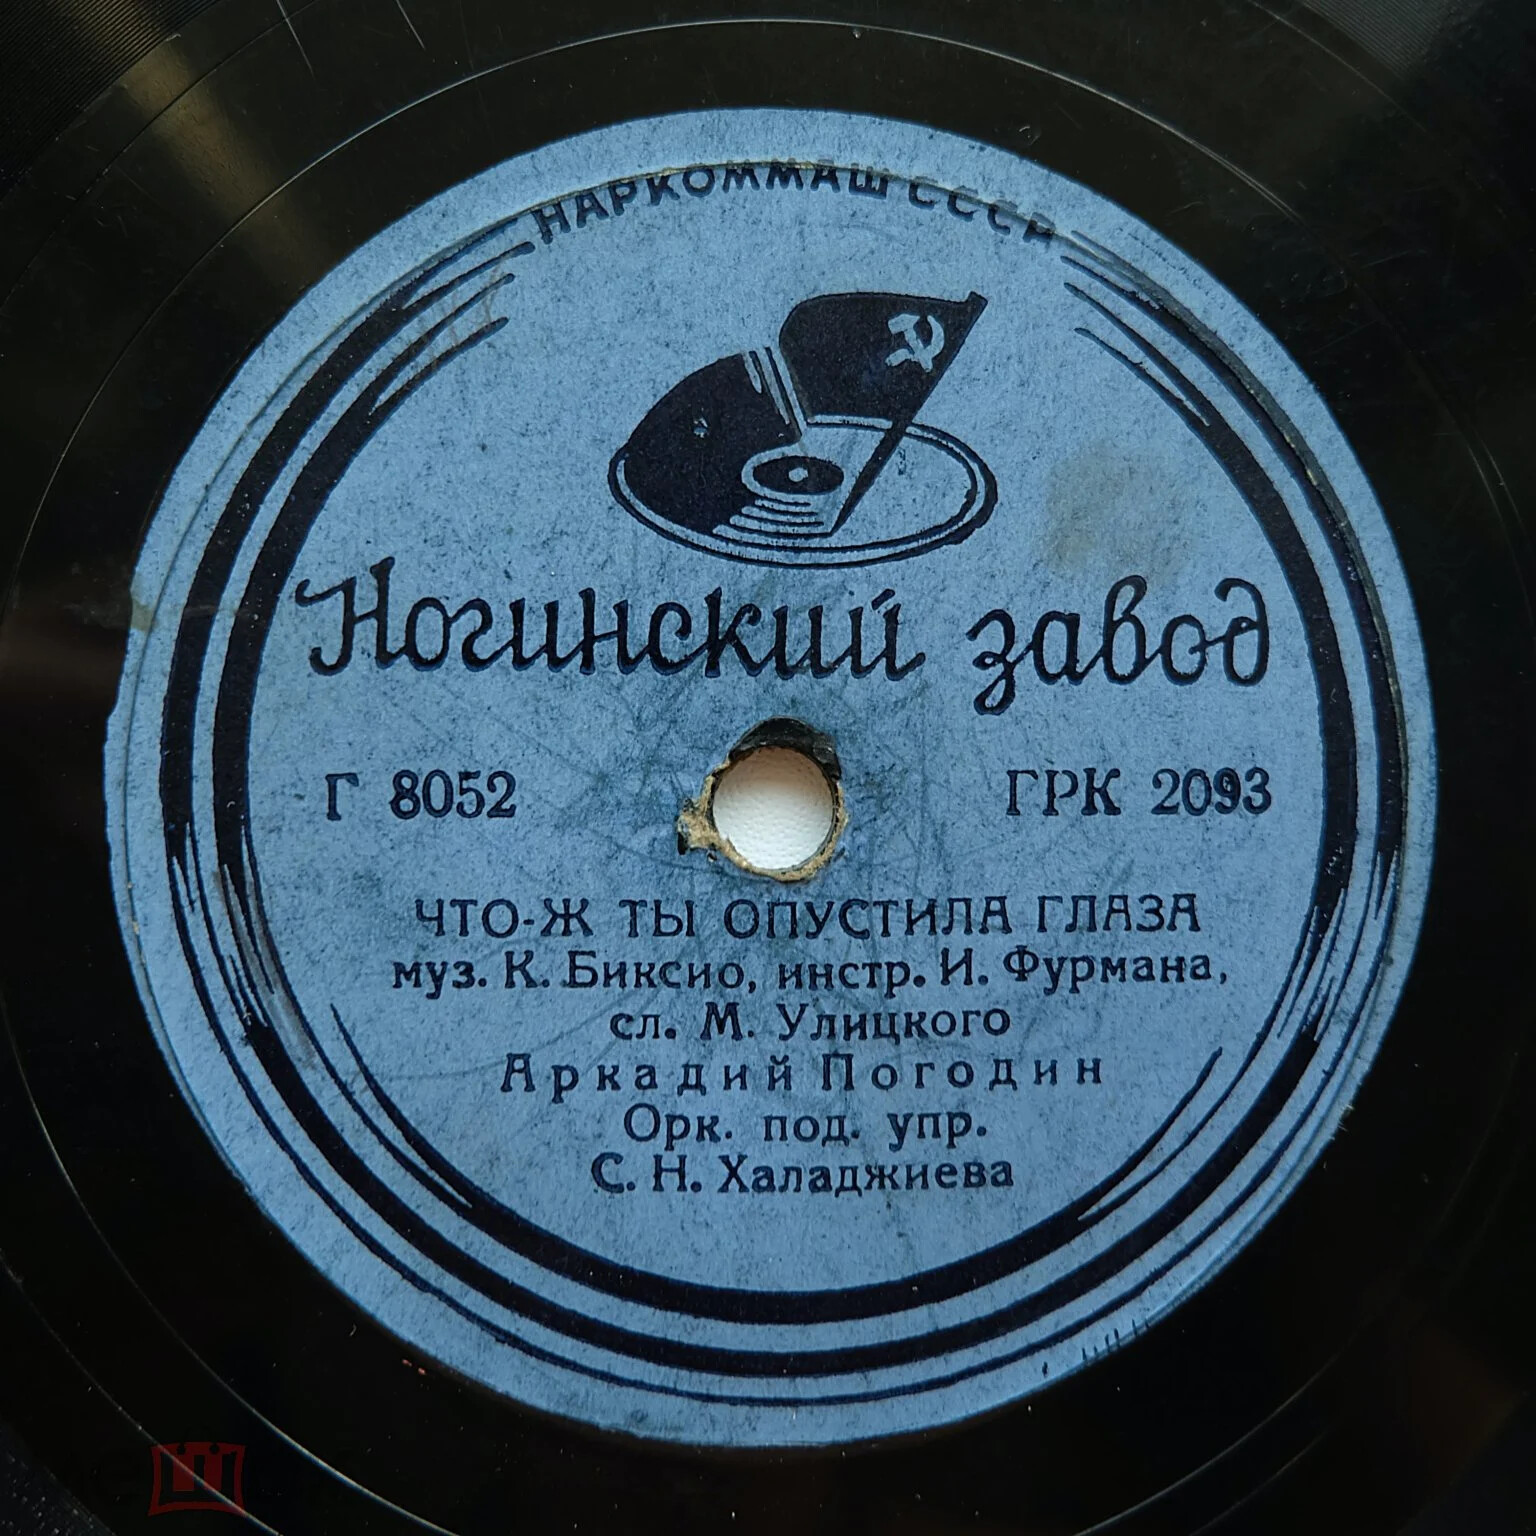 НАРКОММАШ СССР
Ногинский завод
Г 8052 ГРК 2093
ЧТО-Ж ТЫ ОПУСТИЛА ГЛАЗА
муз. К. Биксио, инстр. И. Фурмана,
сл. М. Улицкого
Аркадий Погодин
Орк. под. упр.
С. Н. Халаджиева